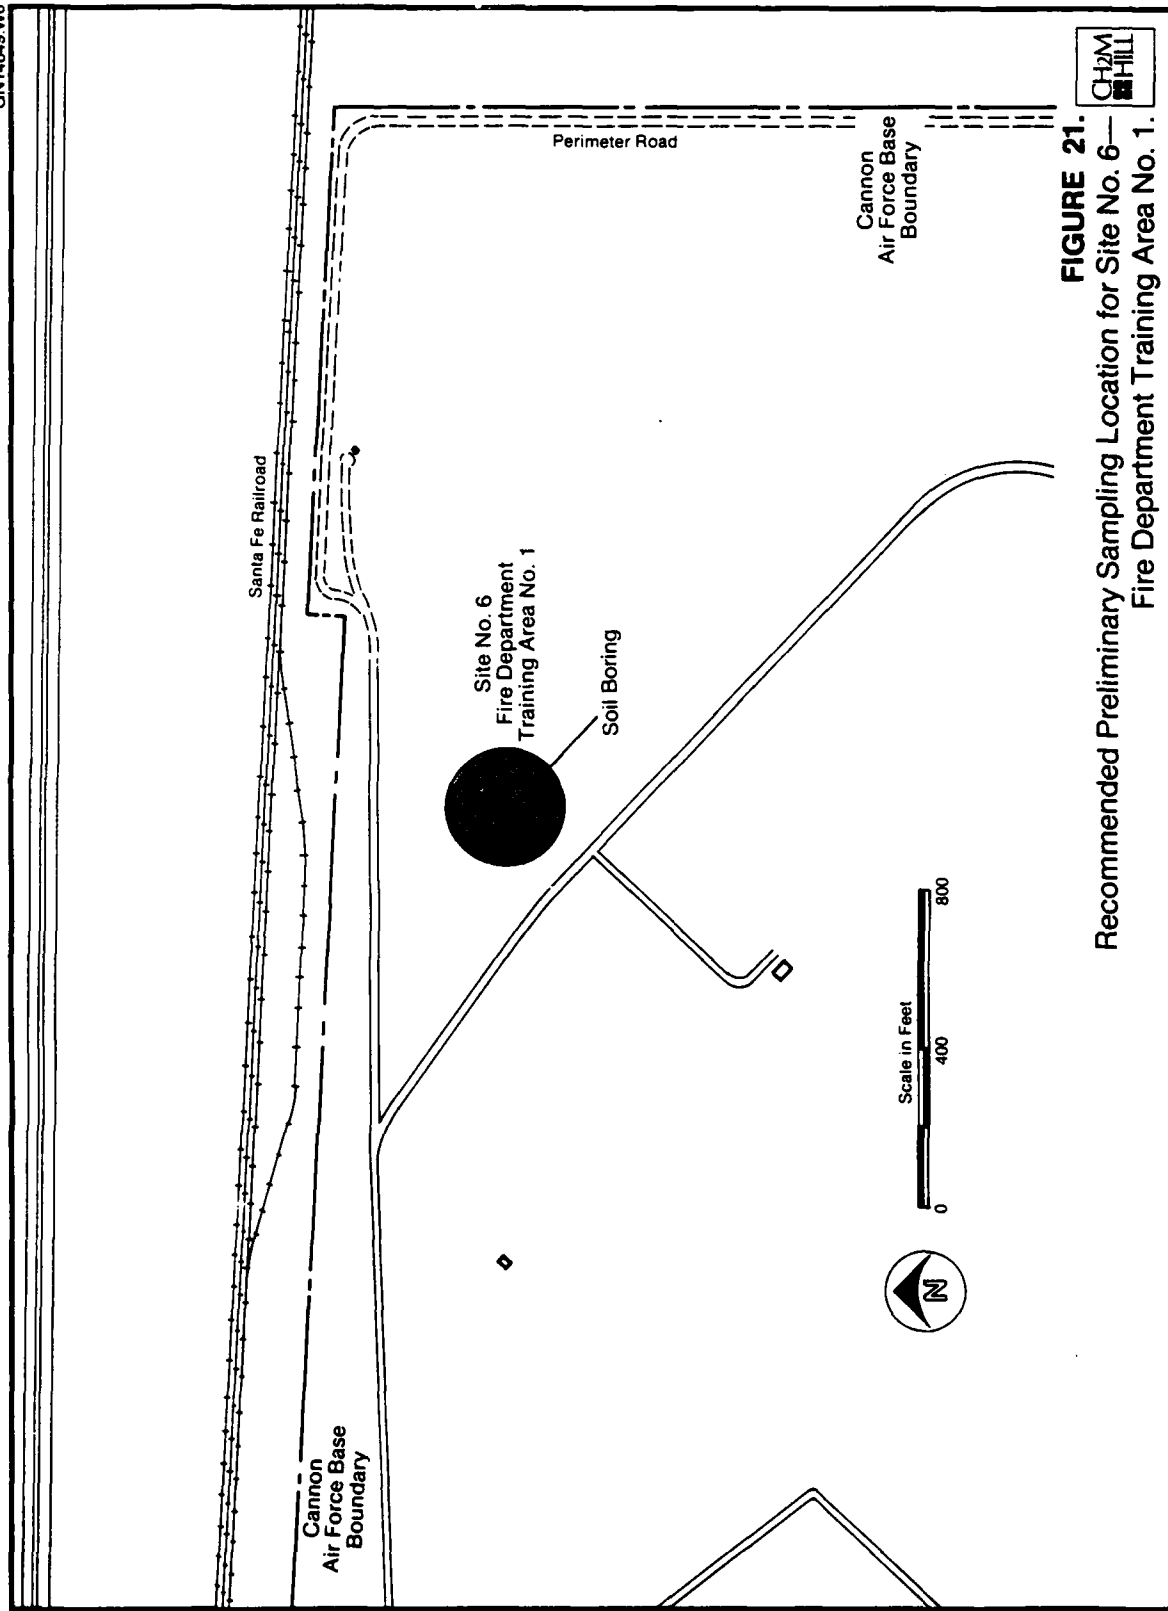 Santa Fe Railroad
Perimeter Road
Cannon
Air Force Base
Boundary
Site No. 6
Fire Department
Training Area No. 1
Soil Boring
Cannon
Air Force Base
Boundary
N
Scale in Feet
0 400 800
FIGURE 21.
Recommended Preliminary Sampling Location for Site No. 6—
Fire Department Training Area No. 1.
CH2M
HILL